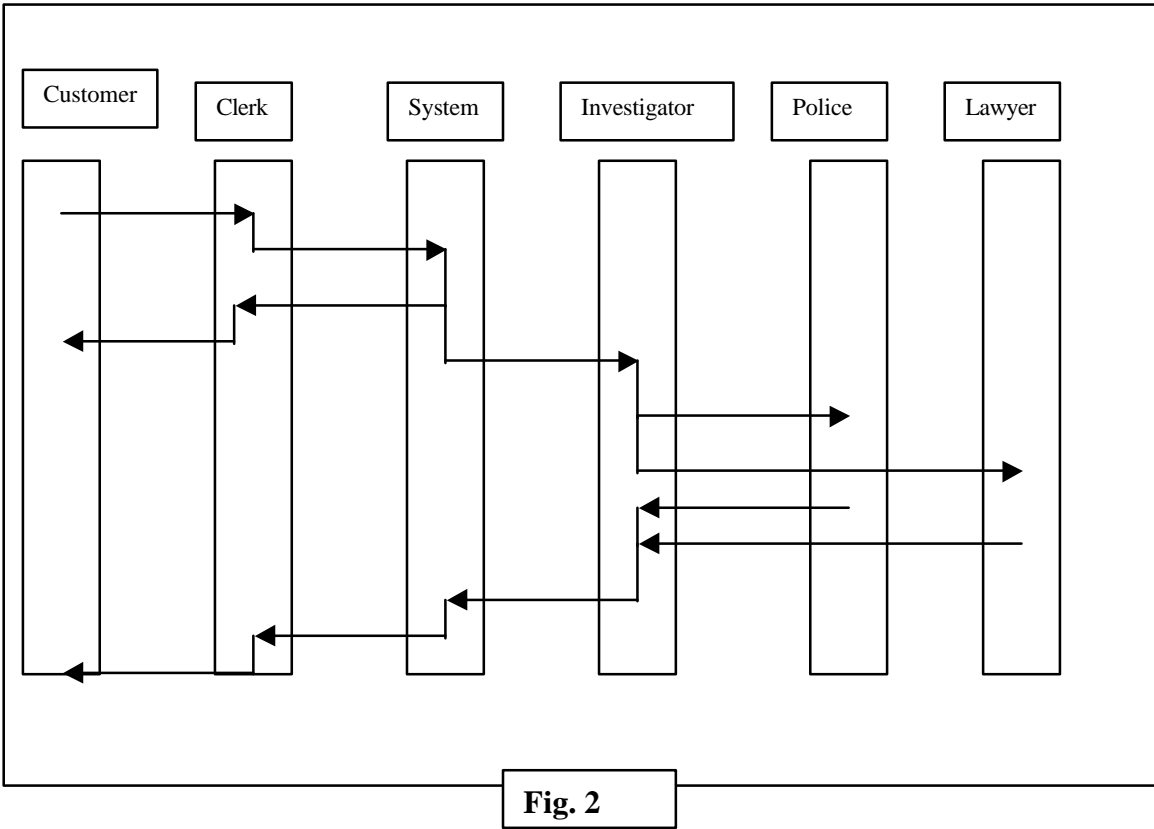 Customer
Clerk
System
Investigator
Police
Lawyer
Fig. 2